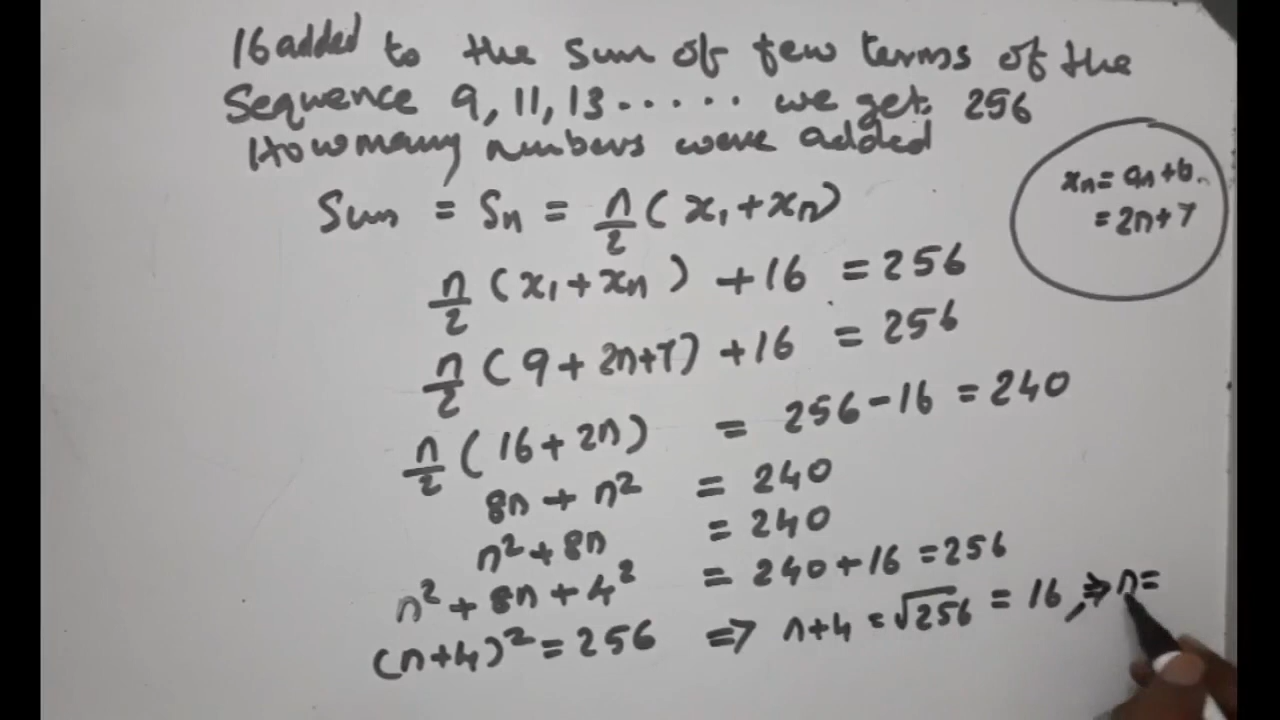 16 added to the sum of few terms of the
Sequence 9, 11, 13 ...... we get 256
How many numbers were added
xn = an+b
= 2n+7
Sum = Sn = n/2 (x1 + xn)
n/2 (x1 + xn) + 16 = 256
n/2 (9 + 2n+7) + 16 = 256
n/2 (16 + 2n) = 256 - 16 = 240
8n + n² = 240
n² + 8n = 240
n² + 8n + 4² = 240 + 16 = 256
(n+4)² = 256 ⇒ n+4 = √256 = 16, ⇒ n=